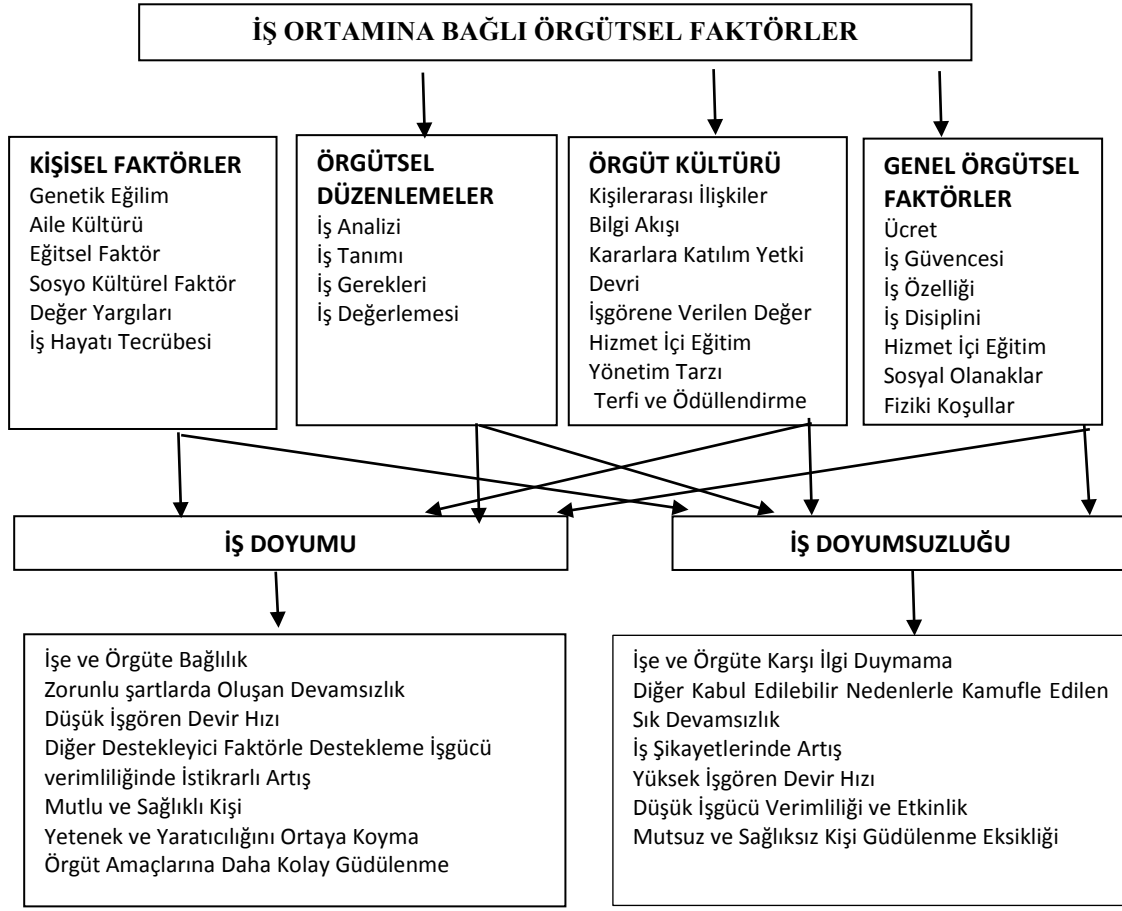 İŞ ORTAMINA BAĞLI ÖRGÜTSEL FAKTÖRLER
KİŞİSEL FAKTÖRLER
Genetik Eğilim
Aile Kültürü
Eğitsel Faktör
Sosyo Kültürel Faktör
Değer Yargıları
İş Hayatı Tecrübesi
ÖRGÜTSEL
DÜZENLEMELER
İş Analizi
İş Tanımı
İş Gerekleri
İş Değerlemesi
ÖRGÜT KÜLTÜRÜ
Kişilerarası İlişkiler
Bilgi Akışı
Kararlara Katılım Yetki
Devri
İşgörene Verilen Değer
Hizmet İçi Eğitim
Yönetim Tarzı
Terfi ve Ödüllendirme
GENEL ÖRGÜTSEL
FAKTÖRLER
Ücret
İş Güvencesi
İş Özelliği
İş Disiplini
Hizmet İçi Eğitim
Sosyal Olanaklar
Fiziki Koşullar
İŞ DOYUMU
İŞ DOYUMSUZLUĞU
İşe ve Örgüte Bağlılık
Zorunlu şartlarda Oluşan Devamsızlık
Düşük İşgören Devir Hızı
Diğer Destekleyici Faktörle Destekleme İşgücü
verimliliğinde İstikrarlı Artış
Mutlu ve Sağlıklı Kişi
Yetenek ve Yaratıcılığını Ortaya Koyma
Örgüt Amaçlarına Daha Kolay Güdülenme
İşe ve Örgüte Karşı İlgi Duymama
Diğer Kabul Edilebilir Nedenlerle Kamufle Edilen
Sık Devamsızlık
İş Şikayetlerinde Artış
Yüksek İşgören Devir Hızı
Düşük İşgücü Verimliliği ve Etkinlik
Mutsuz ve Sağlıksız Kişi Güdülenme Eksikliği